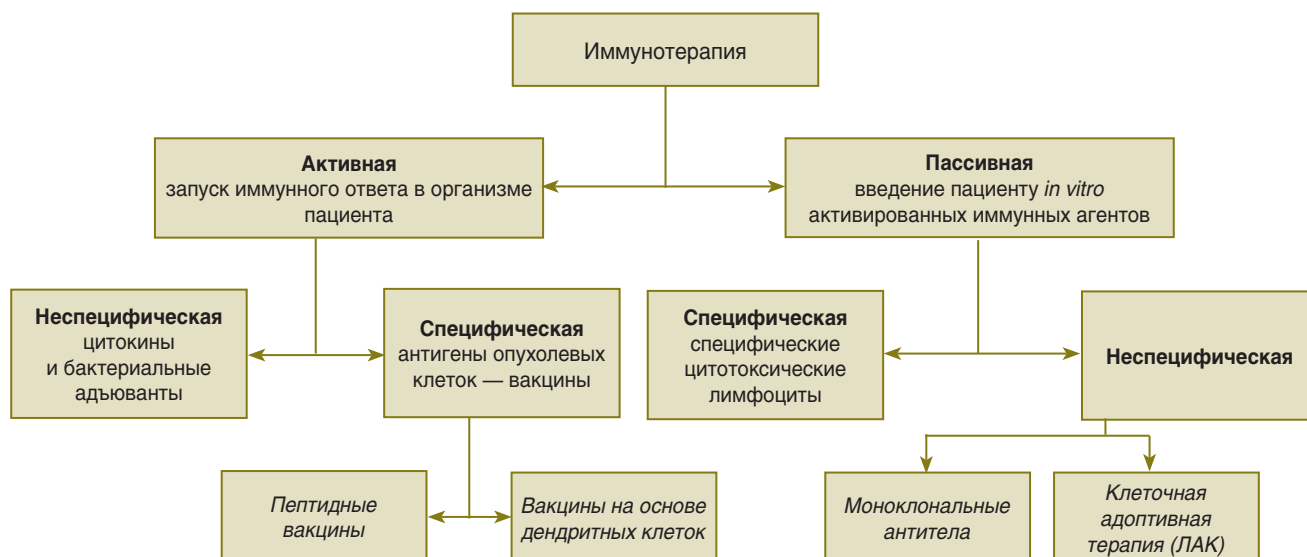 Иммунотерапия
Активная
запуск иммунного ответа в организме
пациента
Пассивная
введение пациенту in vitro
активированных иммунных агентов
Неспецифическая
цитокины
и бактериальные
адъюванты
Специфическая
антигены опухолевых
клеток — вакцины
Специфическая
специфические
цитотоксические
лимфоциты
Неспецифическая
Пептидные
вакцины
Вакцины на основе
дендритных клеток
Моноклональные
антитела
Клеточная
адоптивная
терапия (ЛАК)